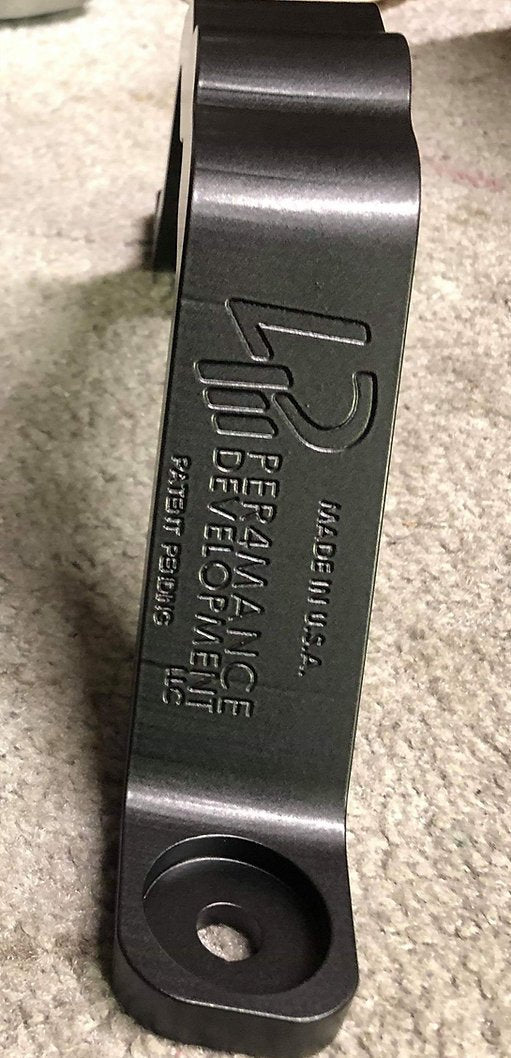 MADE IN U.S.A.
PER4MANCE
DEVELOPMENT
LLC
PATENT PENDING